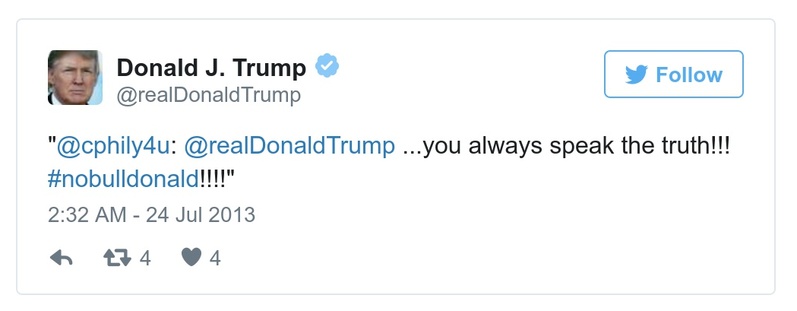 Donald J. Trump
@realDonaldTrump
Follow
"@cphily4u: @realDonaldTrump ...you always speak the truth!!!
#nobulldonald!!!!"
2:32 AM - 24 Jul 2013
4 4